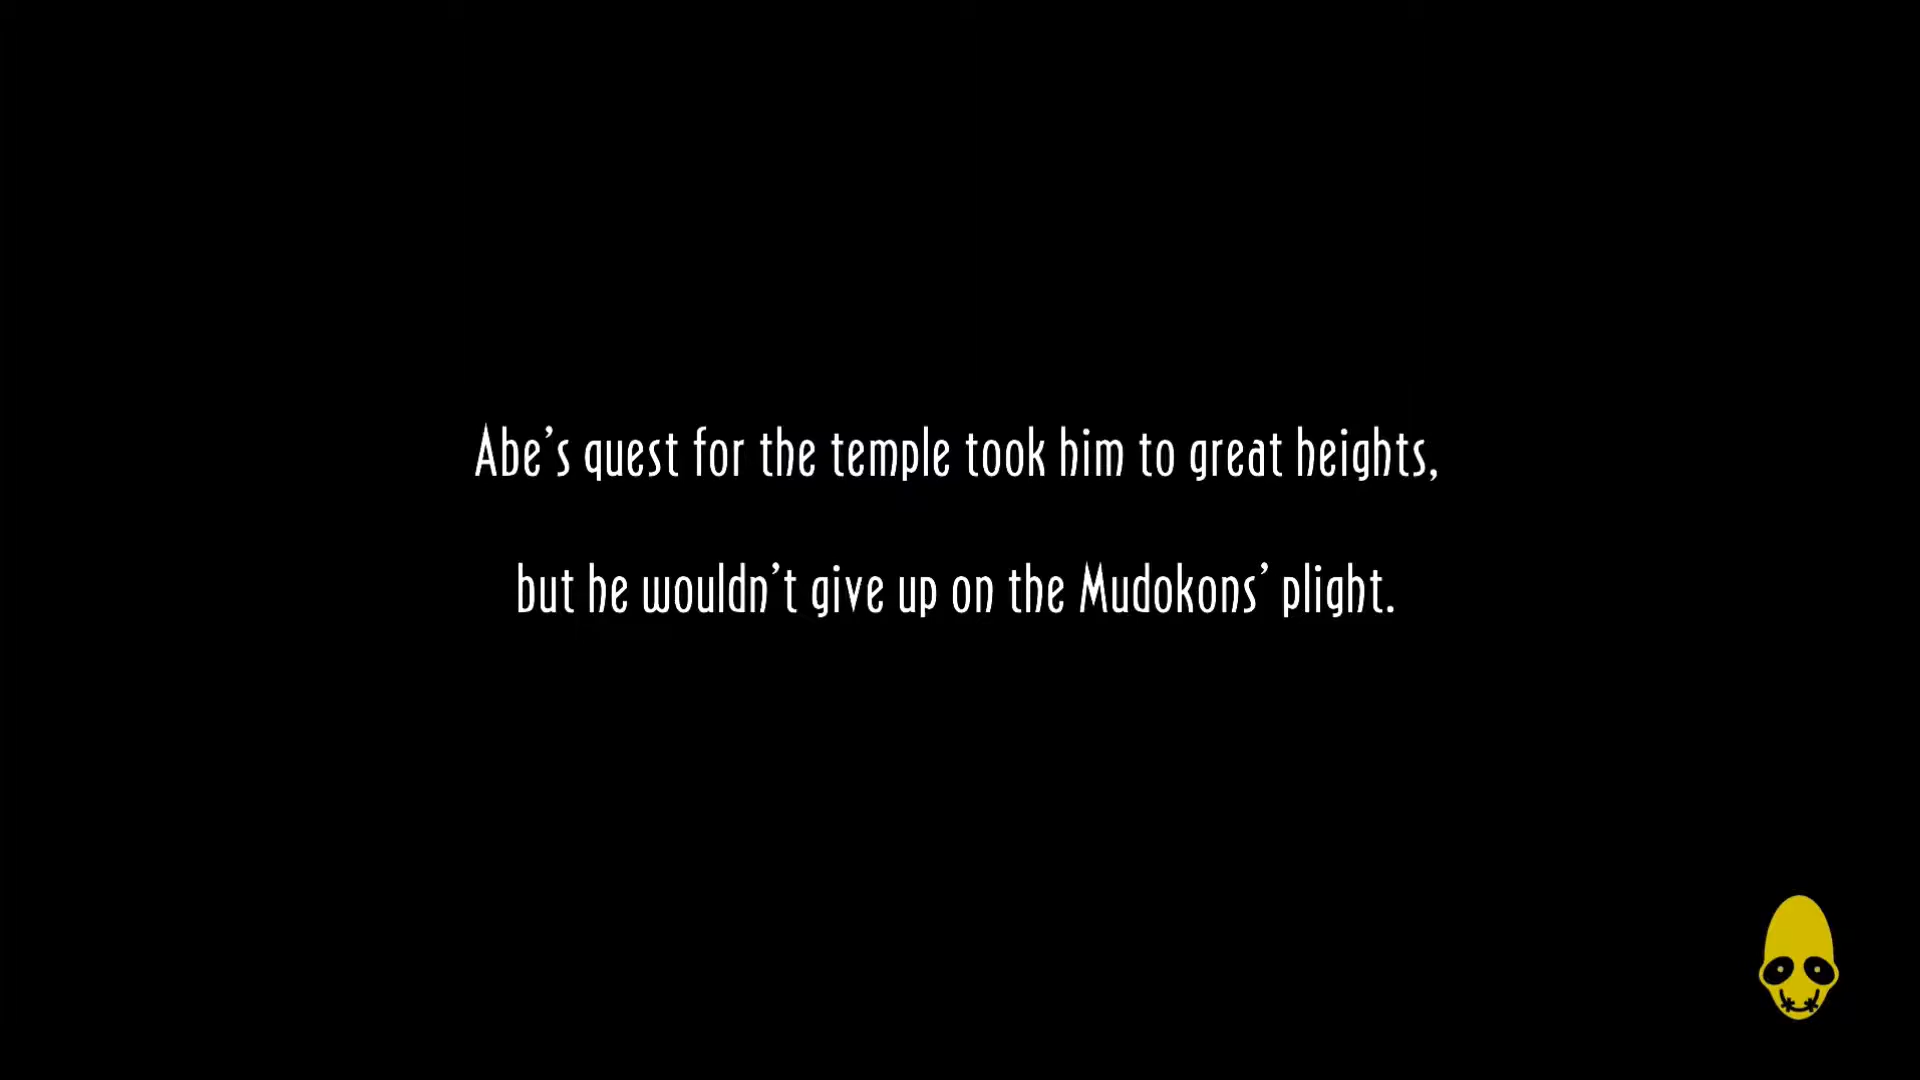 Abe’s quest for the temple took him to great heights,
but he wouldn’t give up on the Mudokons’ plight.